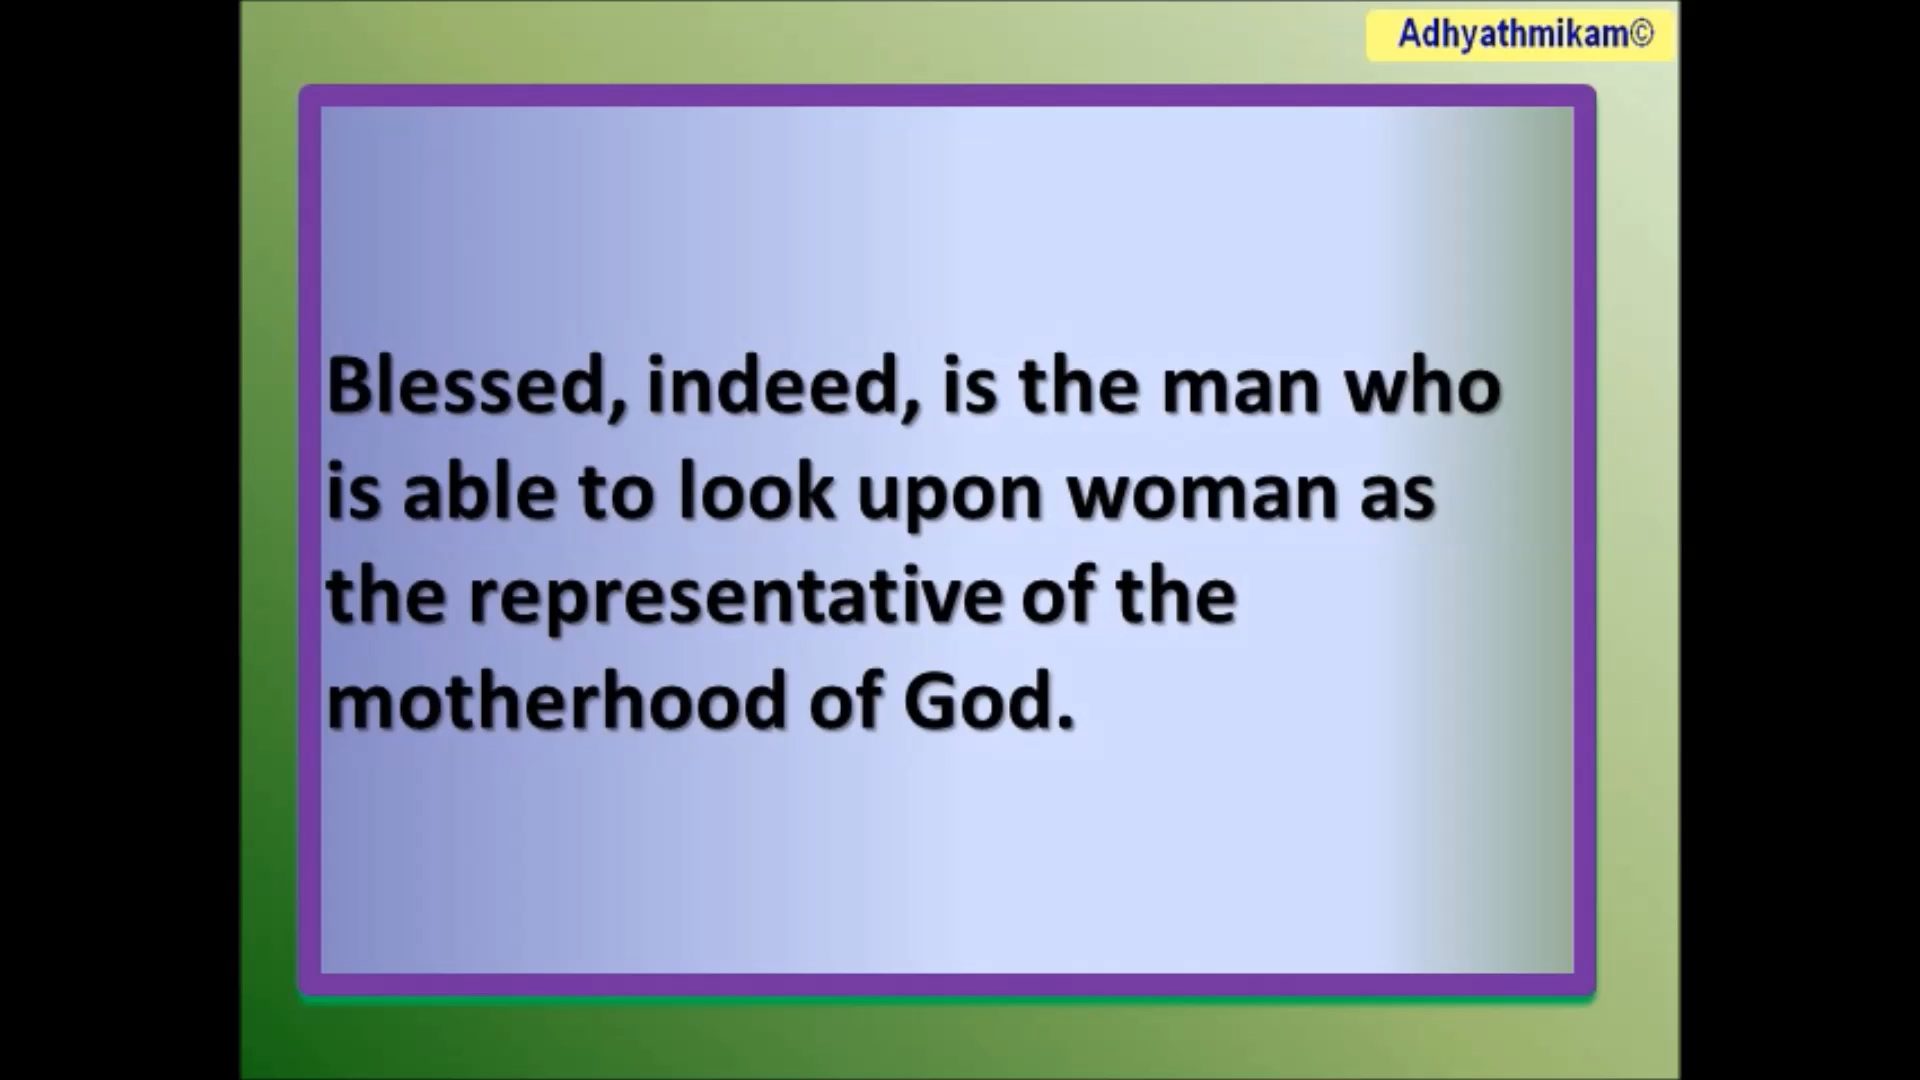 Adhyathmikam©
Blessed, indeed, is the man who
is able to look upon woman as
the representative of the
motherhood of God.